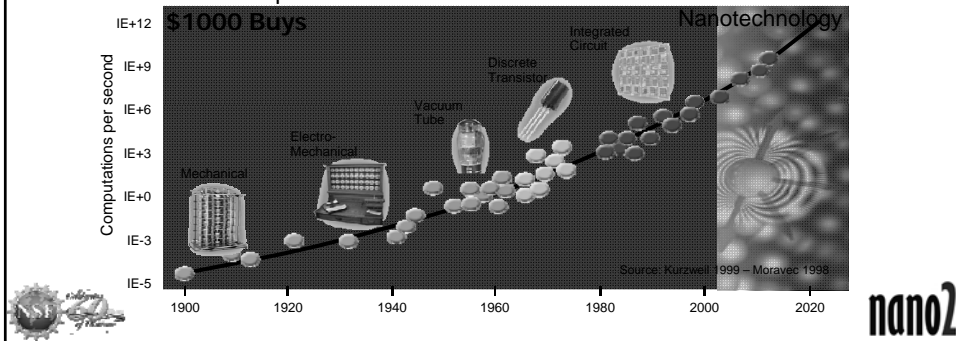 $1000 Buys
Nanotechnology
IE+12
IE+9
IE+6
IE+3
IE+0
IE-3
IE-5
Computations per second
Mechanical
Electro-
Mechanical
Vacuum
Tube
Discrete
Transistor
Integrated
Circuit
Source: Kurzweil 1999 – Moravec 1998
1900
1920
1940
1960
1980
2000
2020
NSF
nano2